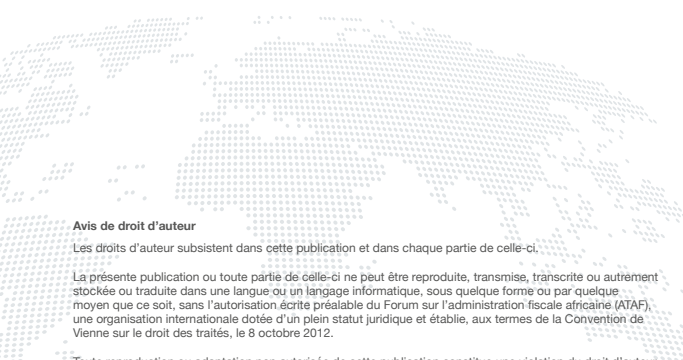 Avis de droit d'auteur
Les droits d'auteur subsistent dans cette publication et dans chaque partie de celle-ci.
La présente publication ou toute partie de celle-ci ne peut être reproduite, transmise, transcrite ou autrement
stockée ou traduite dans une langue ou un langage informatique, sous quelque forme ou par quelque
moyen que ce soit, sans l'autorisation écrite préalable du Forum sur l'administration fiscale africaine (ATAF),
une organisation internationale dotée d'un plein statut juridique et établie, aux termes de la Convention de
Vienne sur le droit des traités, le 8 octobre 2012.